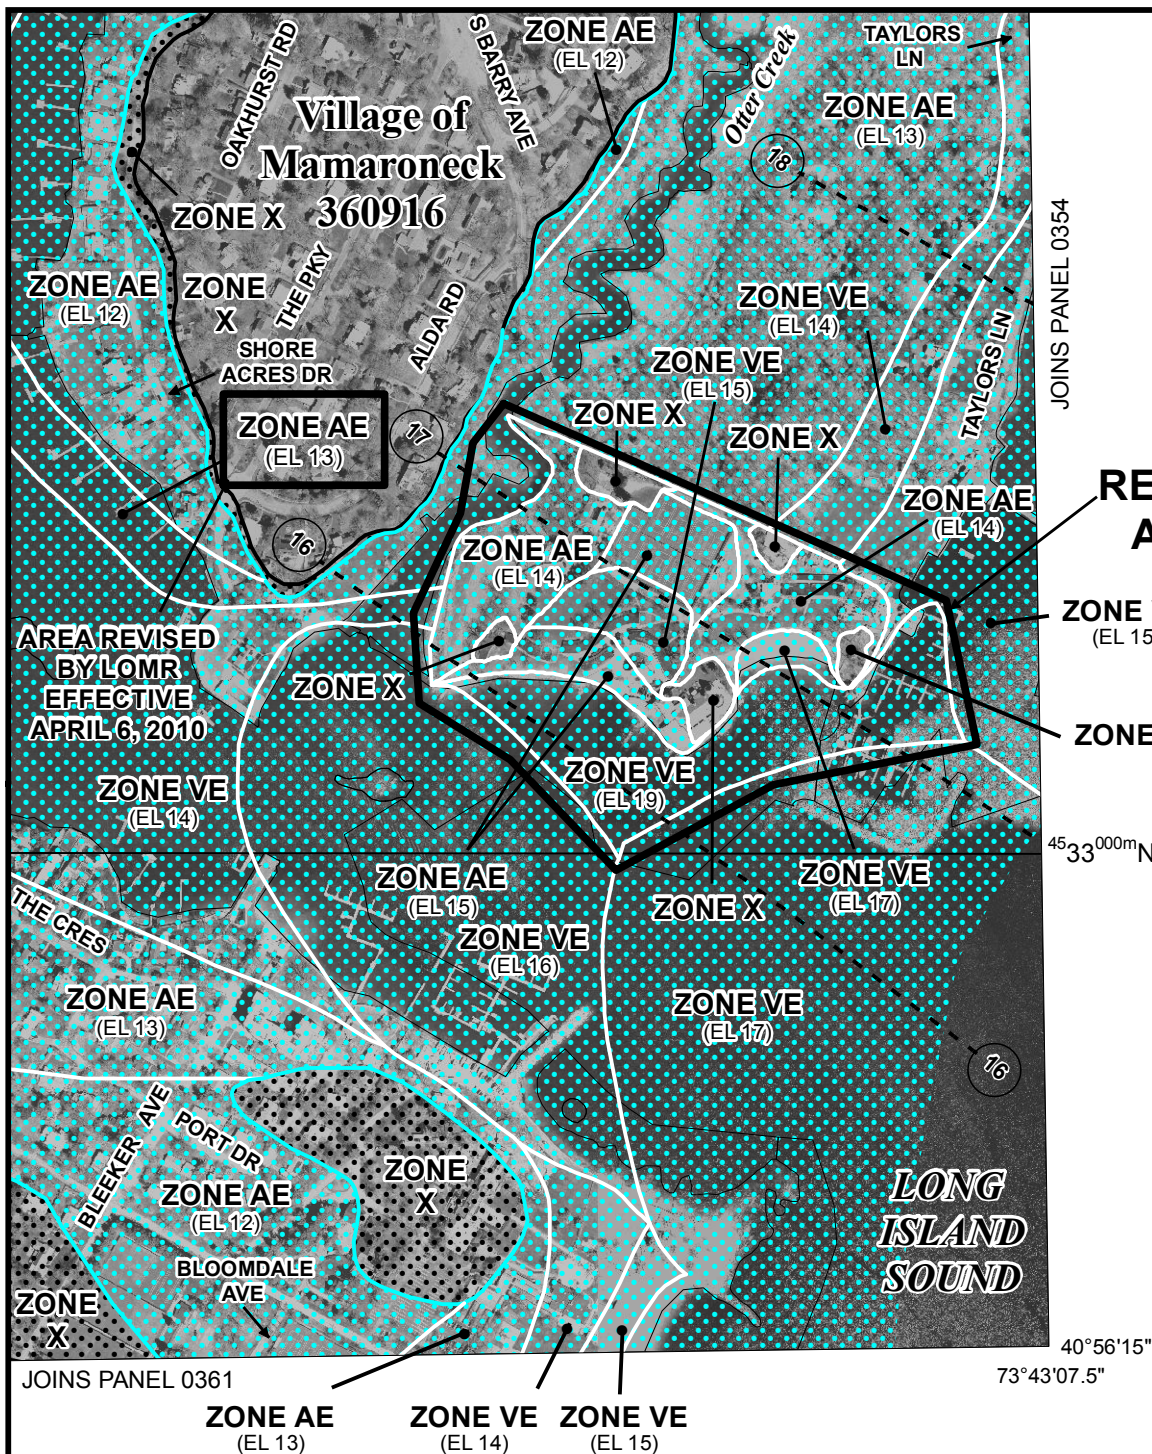 ZONE AE
(EL 12)
TAYLORS
LN
OAKHURST RD
S BARRY AVE
Otter Creek
ZONE AE
(EL 13)
Village of
Mamaroneck
360916
18
ZONE X
JOINS PANEL 0354
ZONE AE
(EL 12)
ZONE
X
THE PKY
ALDA RD
ZONE VE
(EL 14)
SHORE
ACRES DR
ZONE VE
(EL 15)
TAYLORS LN
ZONE X
ZONE X
ZONE AE
(EL 13)
17
RE
A
ZONE AE
(EL 14)
16
ZONE AE
(EL 14)
ZONE
(EL 15
AREA REVISED
BY LOMR
EFFECTIVE
APRIL 6, 2010
ZONE X
ZONE
ZONE VE
(EL 14)
ZONE VE
(EL 19)
4533000m N
ZONE AE
(EL 15)
ZONE VE
(EL 17)
ZONE X
THE CRES
ZONE VE
(EL 16)
ZONE AE
(EL 13)
ZONE VE
(EL 17)
16
BLEEKER AVE
PORT DR
ZONE
X
ZONE AE
(EL 12)
LONG
ISLAND
SOUND
BLOOMDALE
AVE
ZONE
X
40°56'15"
JOINS PANEL 0361
73°43'07.5"
ZONE AE
(EL 13)
ZONE VE
(EL 14)
ZONE VE
(EL 15)